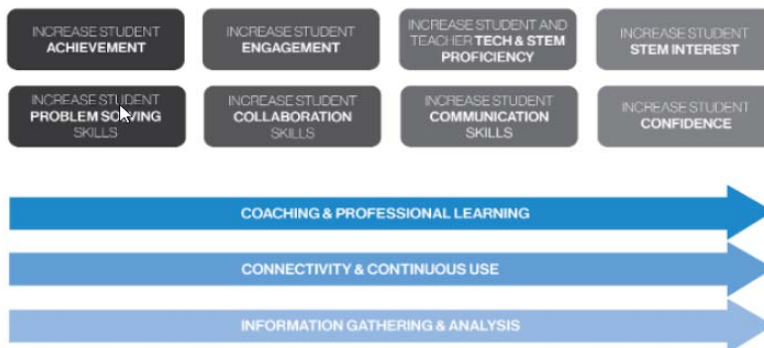 INCREASE STUDENT
ACHIEVEMENT
INCREASE STUDENT
ENGAGEMENT
INCREASE STUDENT AND
TEACHER TECH & STEM
PROFICIENCY
INCREASE STUDENT
STEM INTEREST
INCREASE STUDENT
PROBLEM SOLVING
SKILLS
INCREASE STUDENT
COLLABORATION
SKILLS
INCREASE STUDENT
COMMUNICATION
SKILLS
INCREASE STUDENT
CONFIDENCE
COACHING & PROFESSIONAL LEARNING
CONNECTIVITY & CONTINUOUS USE
INFORMATION GATHERING & ANALYSIS